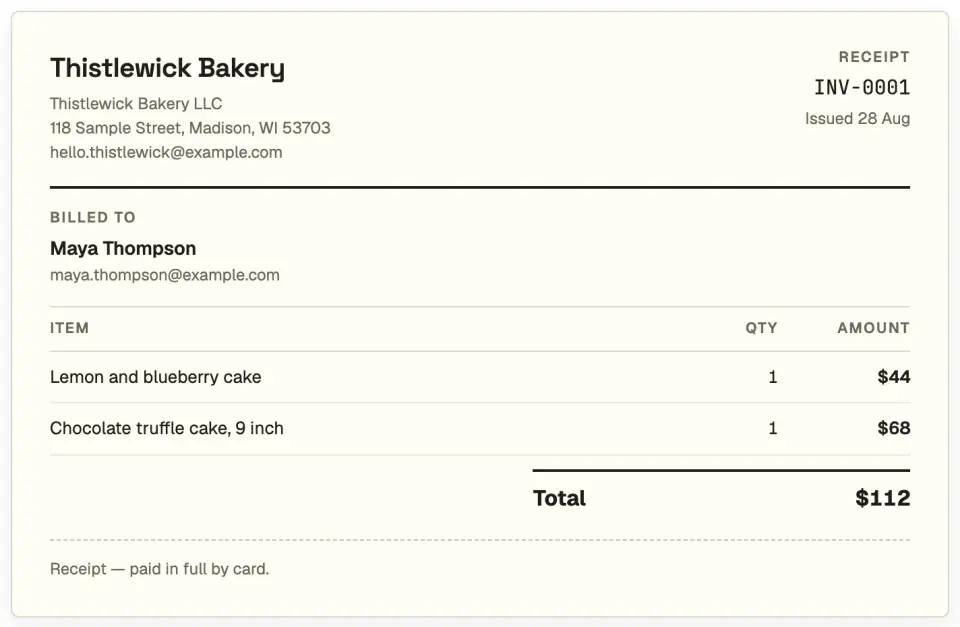 Thistlewick Bakery
Thistlewick Bakery LLC
118 Sample Street, Madison, WI 53703
hello.thistlewick@example.com
RECEIPT
INV-0001
Issued 28 Aug
BILLED TO
Maya Thompson
maya.thompson@example.com
ITEM QTY AMOUNT
Lemon and blueberry cake 1 $44
Chocolate truffle cake, 9 inch 1 $68
Total $112
Receipt — paid in full by card.